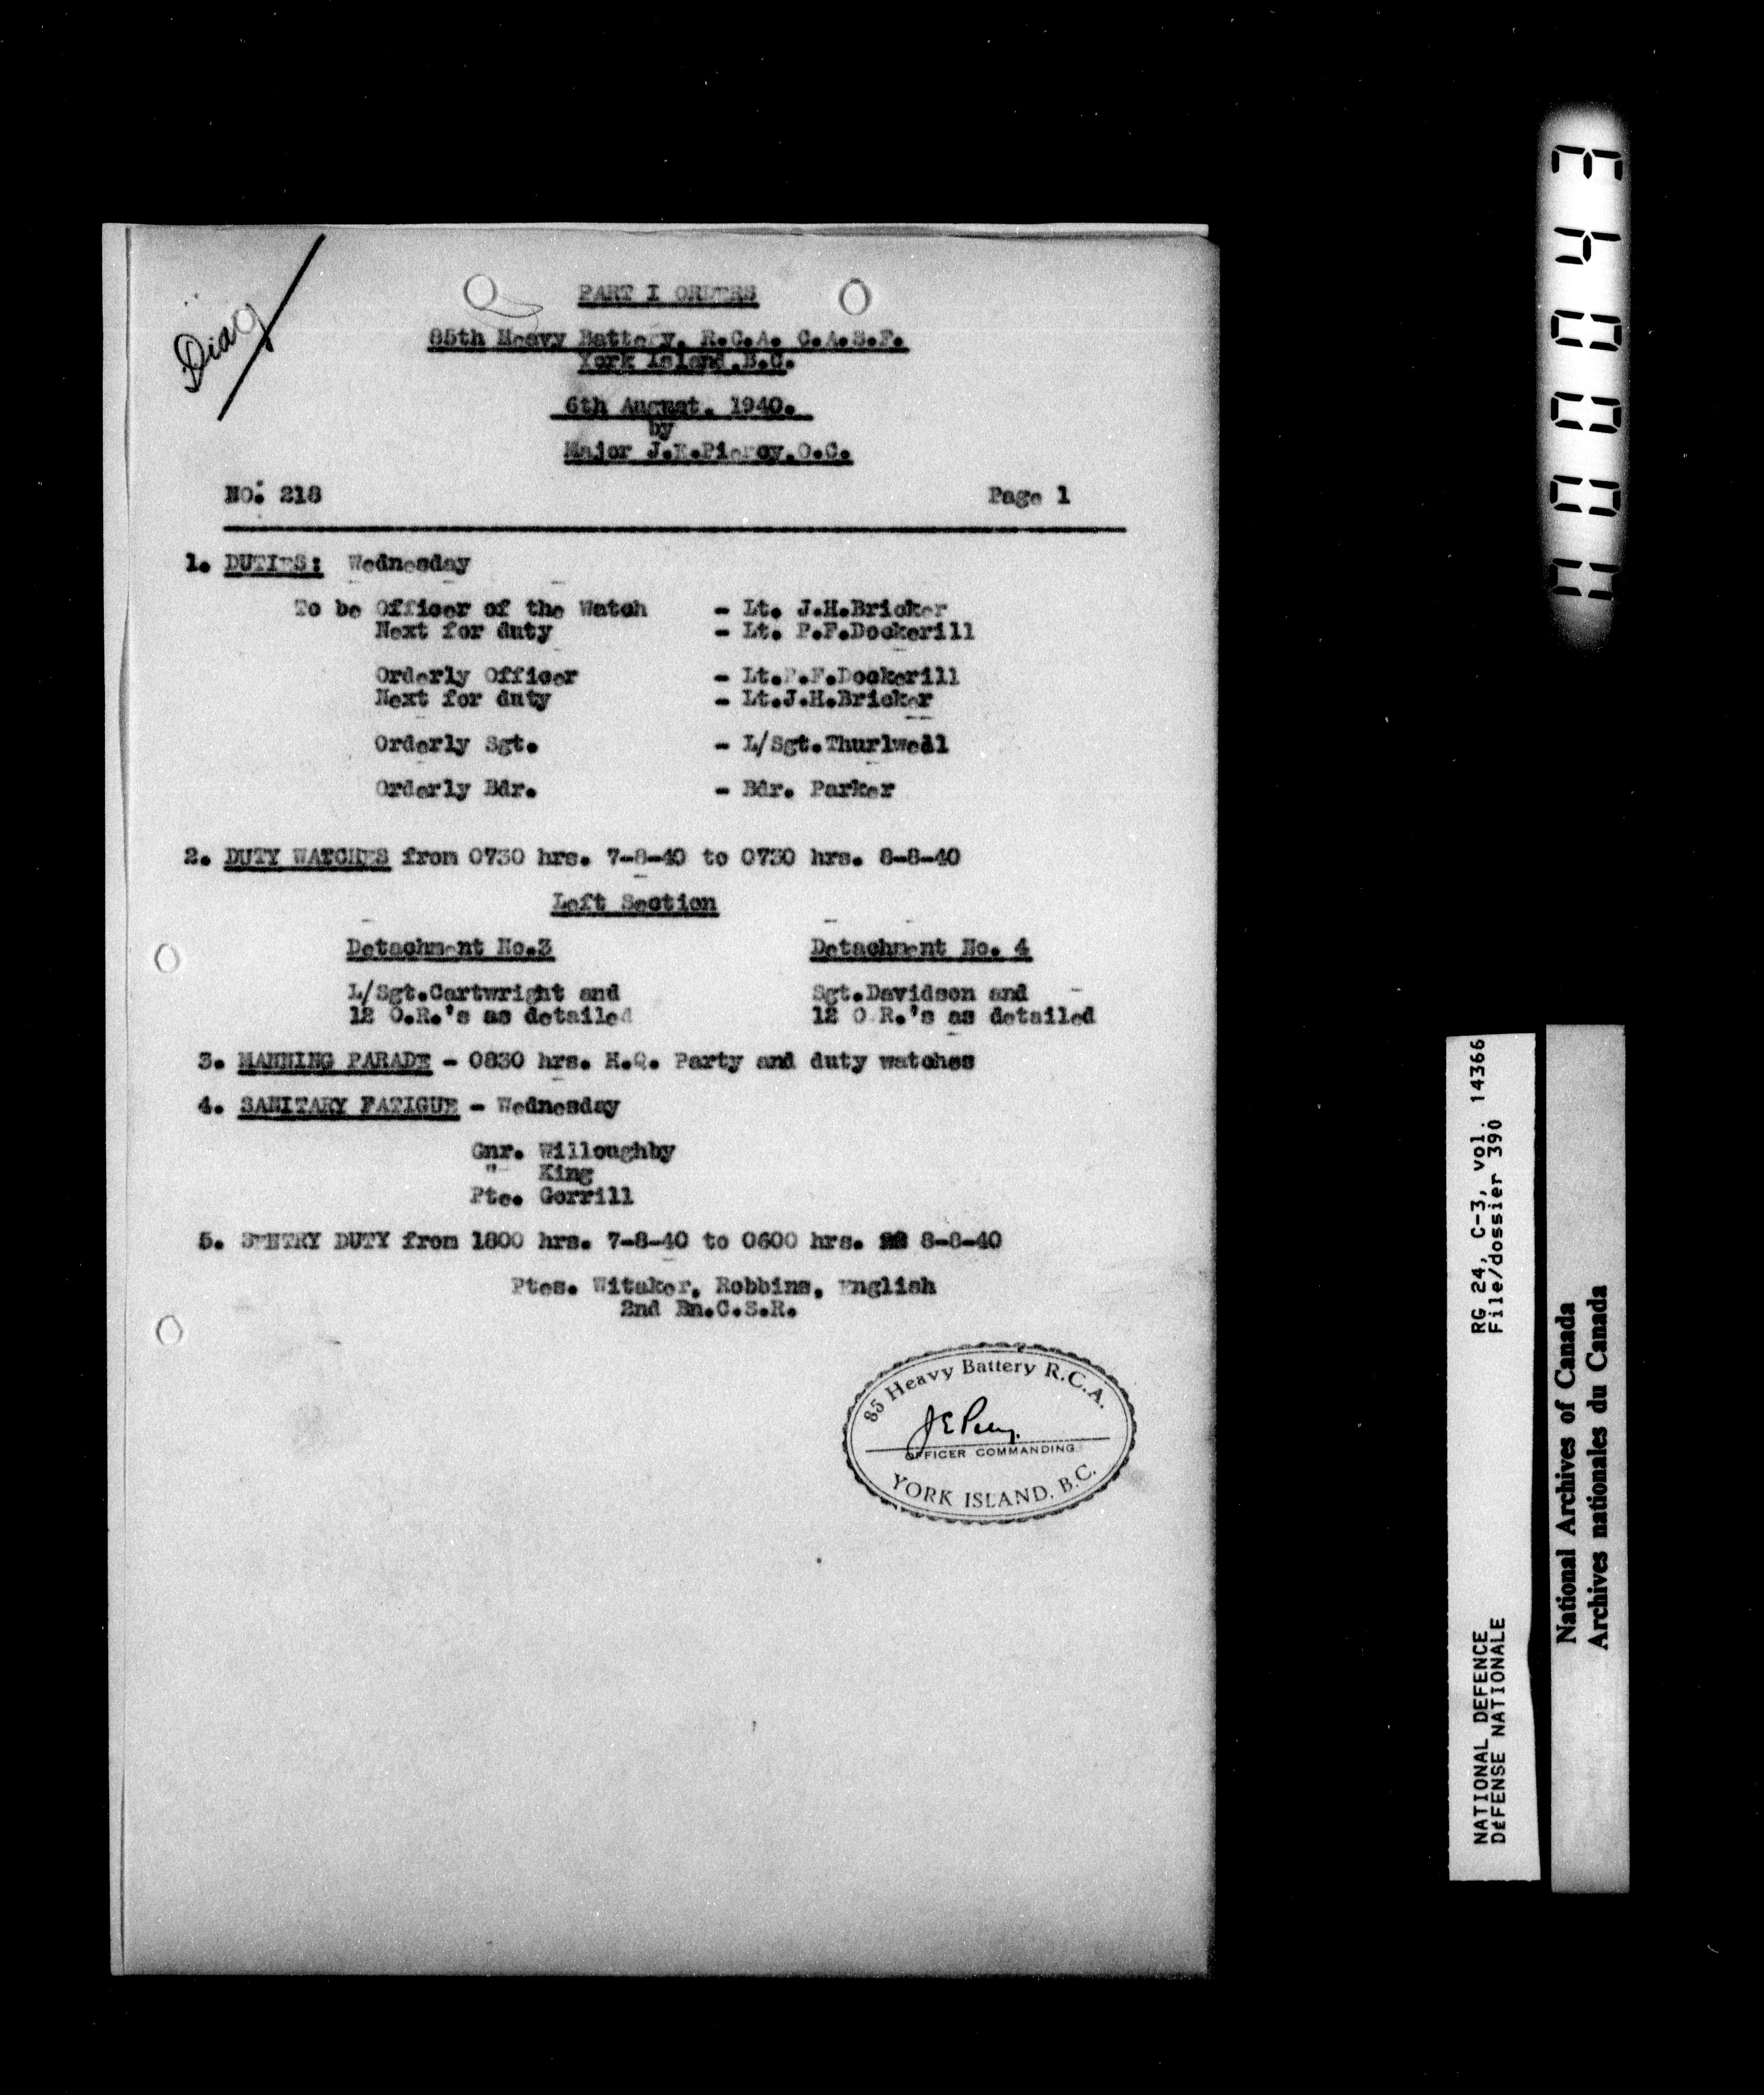 Diary
PART I ORDERS
85th Heavy Battery. R.C.A. C.A.S.F.
York Island.B.C.
6th August. 1940.
by
Major J.E.Piercy.O.C.
NO. 218 Page 1
1. DUTIES: Wednesday
To be Officer of the Watch - Lt. J.H.Bricker
Next for duty - Lt. P.F.Dockerill
Orderly Officer - Lt.P.F.Dockerill
Next for duty - Lt.J.H.Bricker
Orderly Sgt. - L/Sgt.Thurlwell
Orderly Bdr. - Bdr. Parker
2. DUTY WATCHES from 0730 hrs. 7-8-40 to 0730 hrs. 8-8-40
Left Section
Detachment No.3 Detachment No. 4
L/Sgt.Cartwright and Sgt.Davidson and
12 O.R.'s as detailed 12 O.R.'s as detailed
3. MANNING PARADE - 0830 hrs. H.Q. Party and duty watches
4. SANITARY FATIGUE - Wednesday
Gnr. Willoughby
" King
Pte. Gorrill
5. SENTRY DUTY from 1800 hrs. 7-8-40 to 0600 hrs. 8-8-40
Ptes. Witaker, Robbins, English
2nd Bn.C.S.R.
85 Heavy Battery R.C.A.
OFFICER COMMANDING
YORK ISLAND, B.C.
NATIONAL DEFENCE RG 24, C-3, vol. 14366
DéFENSE NATIONALE File/dossier 390
National Archives of Canada
Archives nationales du Canada